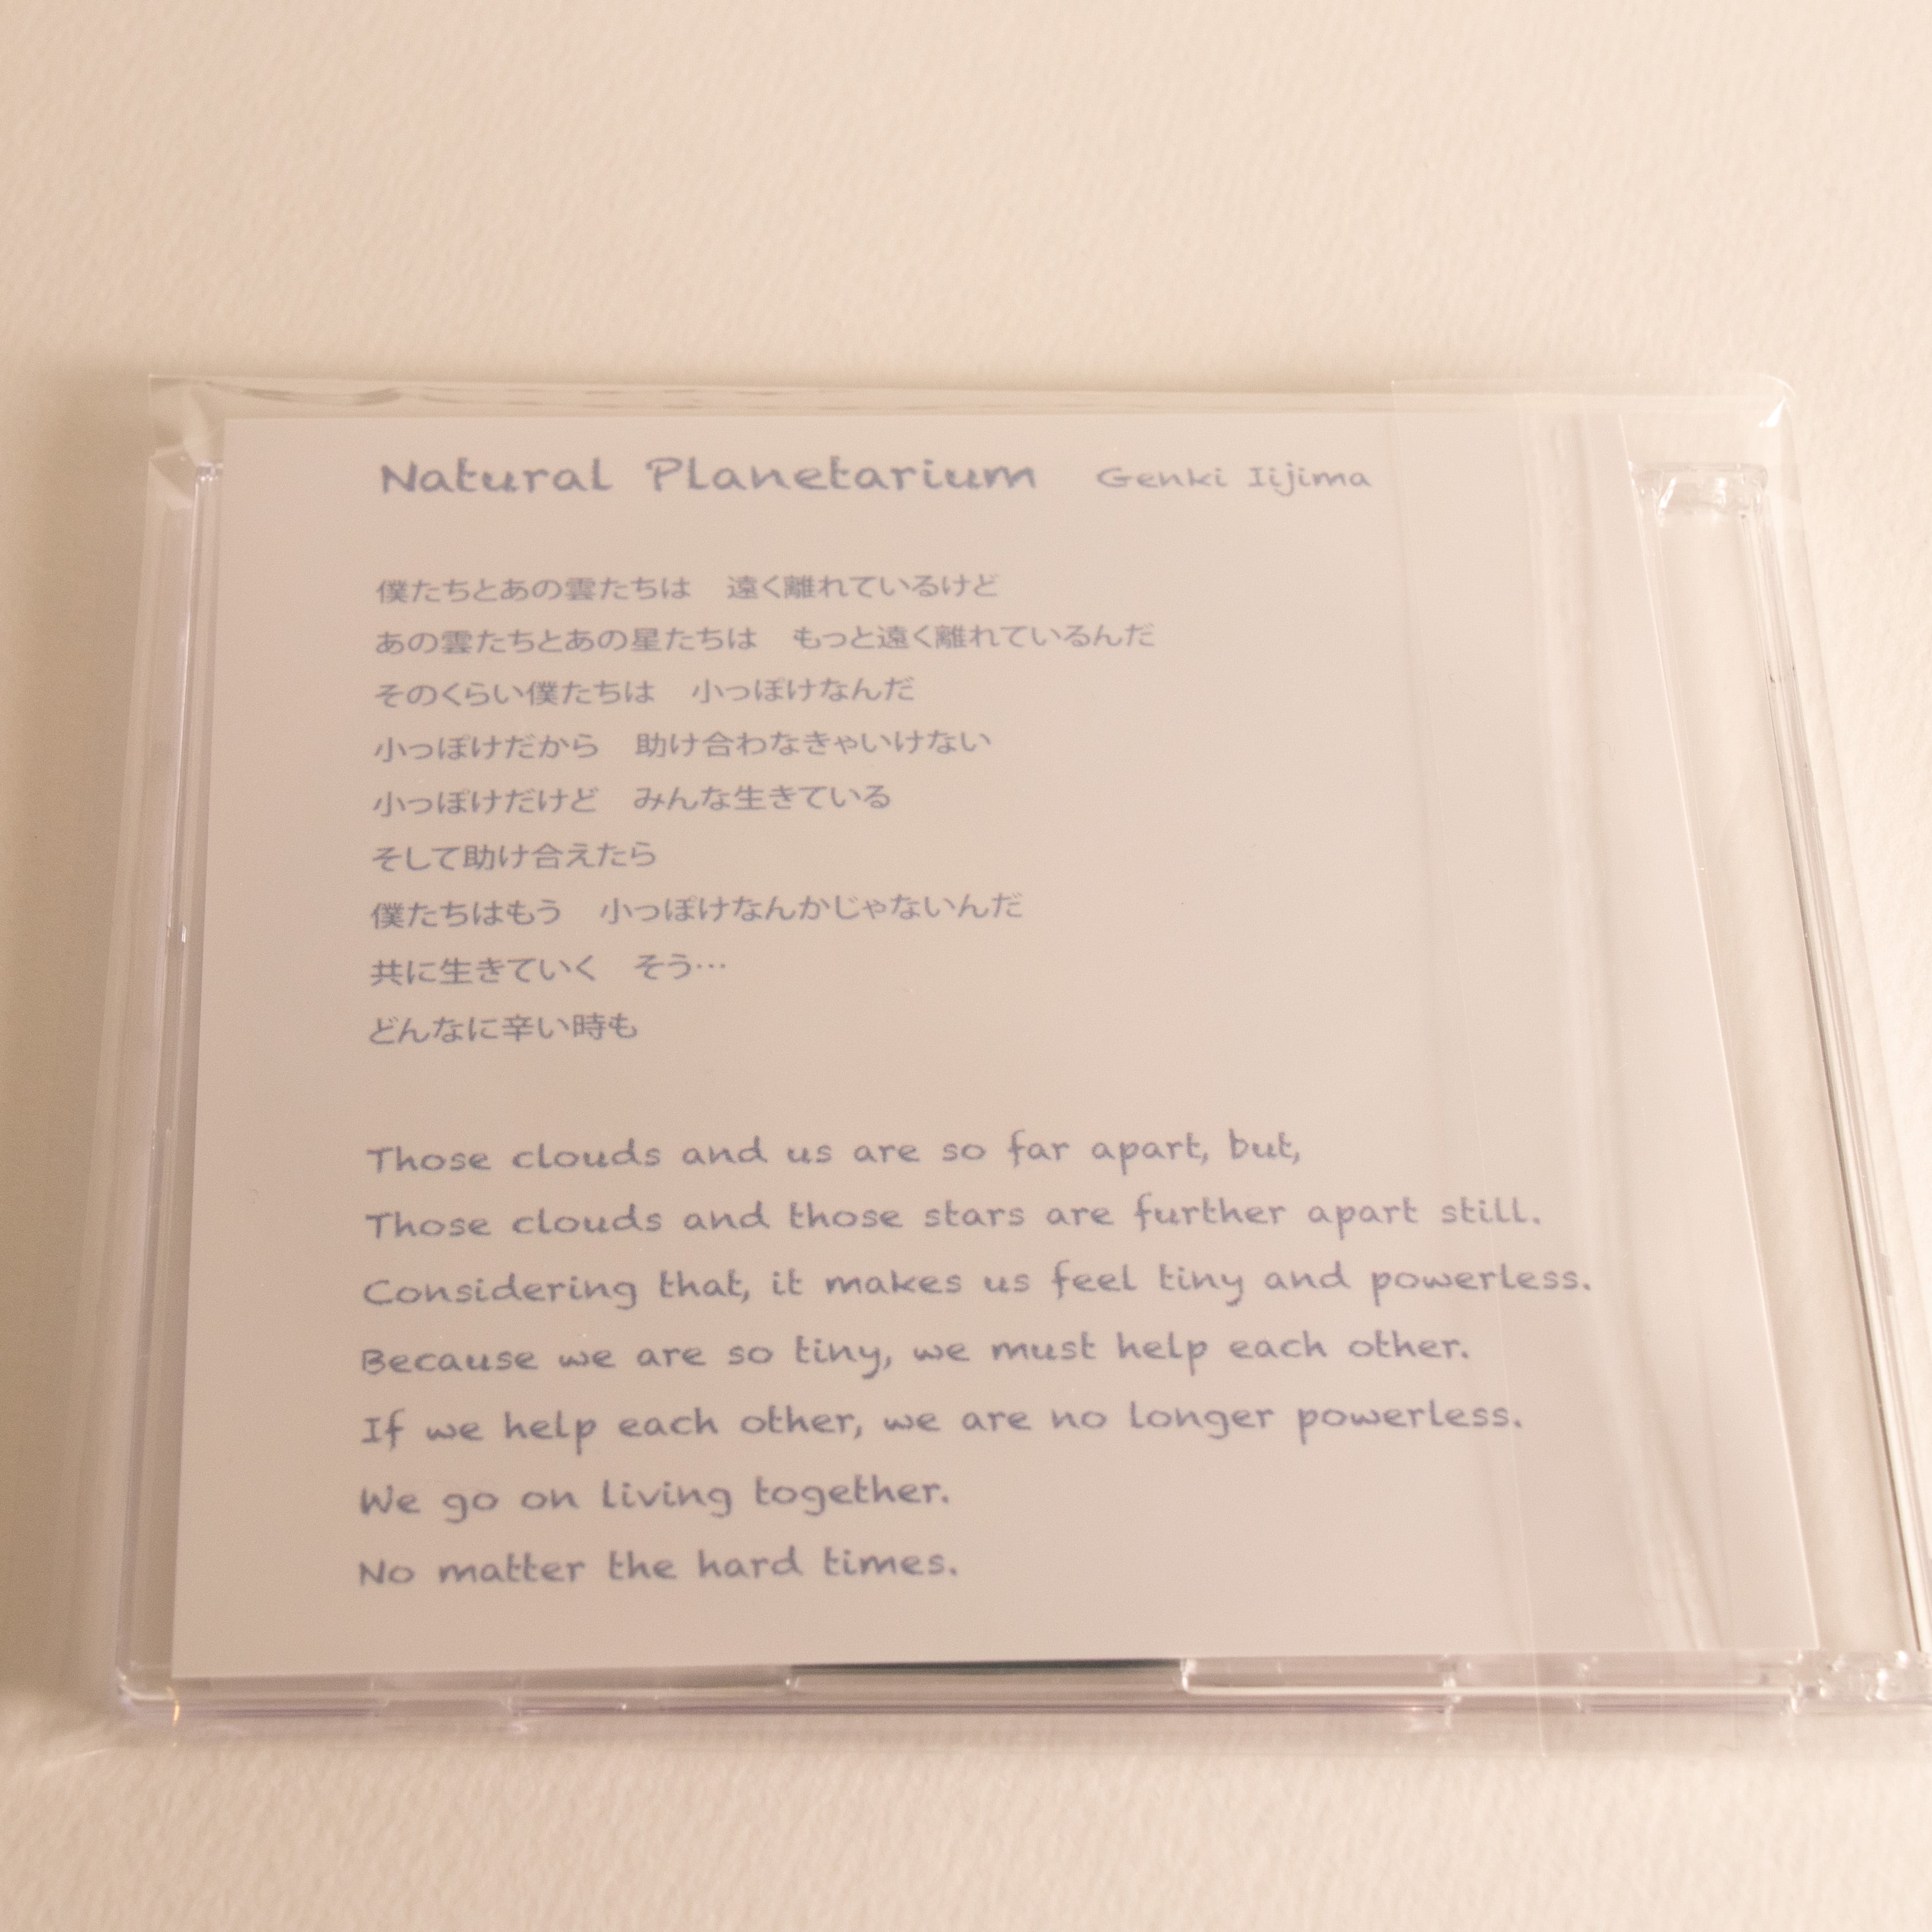 Natural Planetarium Genki Iijima
僕たちとあの雲たちは　遠く離れているけど
あの雲たちとあの星たちは　もっと遠く離れているんだ
そのくらい僕たちは　小っぽけなんだ
小っぽけだから　助け合わなきゃいけない
小っぽけだけど　みんな生きている
そして助け合えたら
僕たちはもう　小っぽけなんかじゃないんだ
共に生きていく　そう…
どんなに辛い時も
Those clouds and us are so far apart, but,
Those clouds and those stars are further apart still.
Considering that, it makes us feel tiny and powerless.
Because we are so tiny, we must help each other.
If we help each other, we are no longer powerless.
We go on living together.
No matter the hard times.